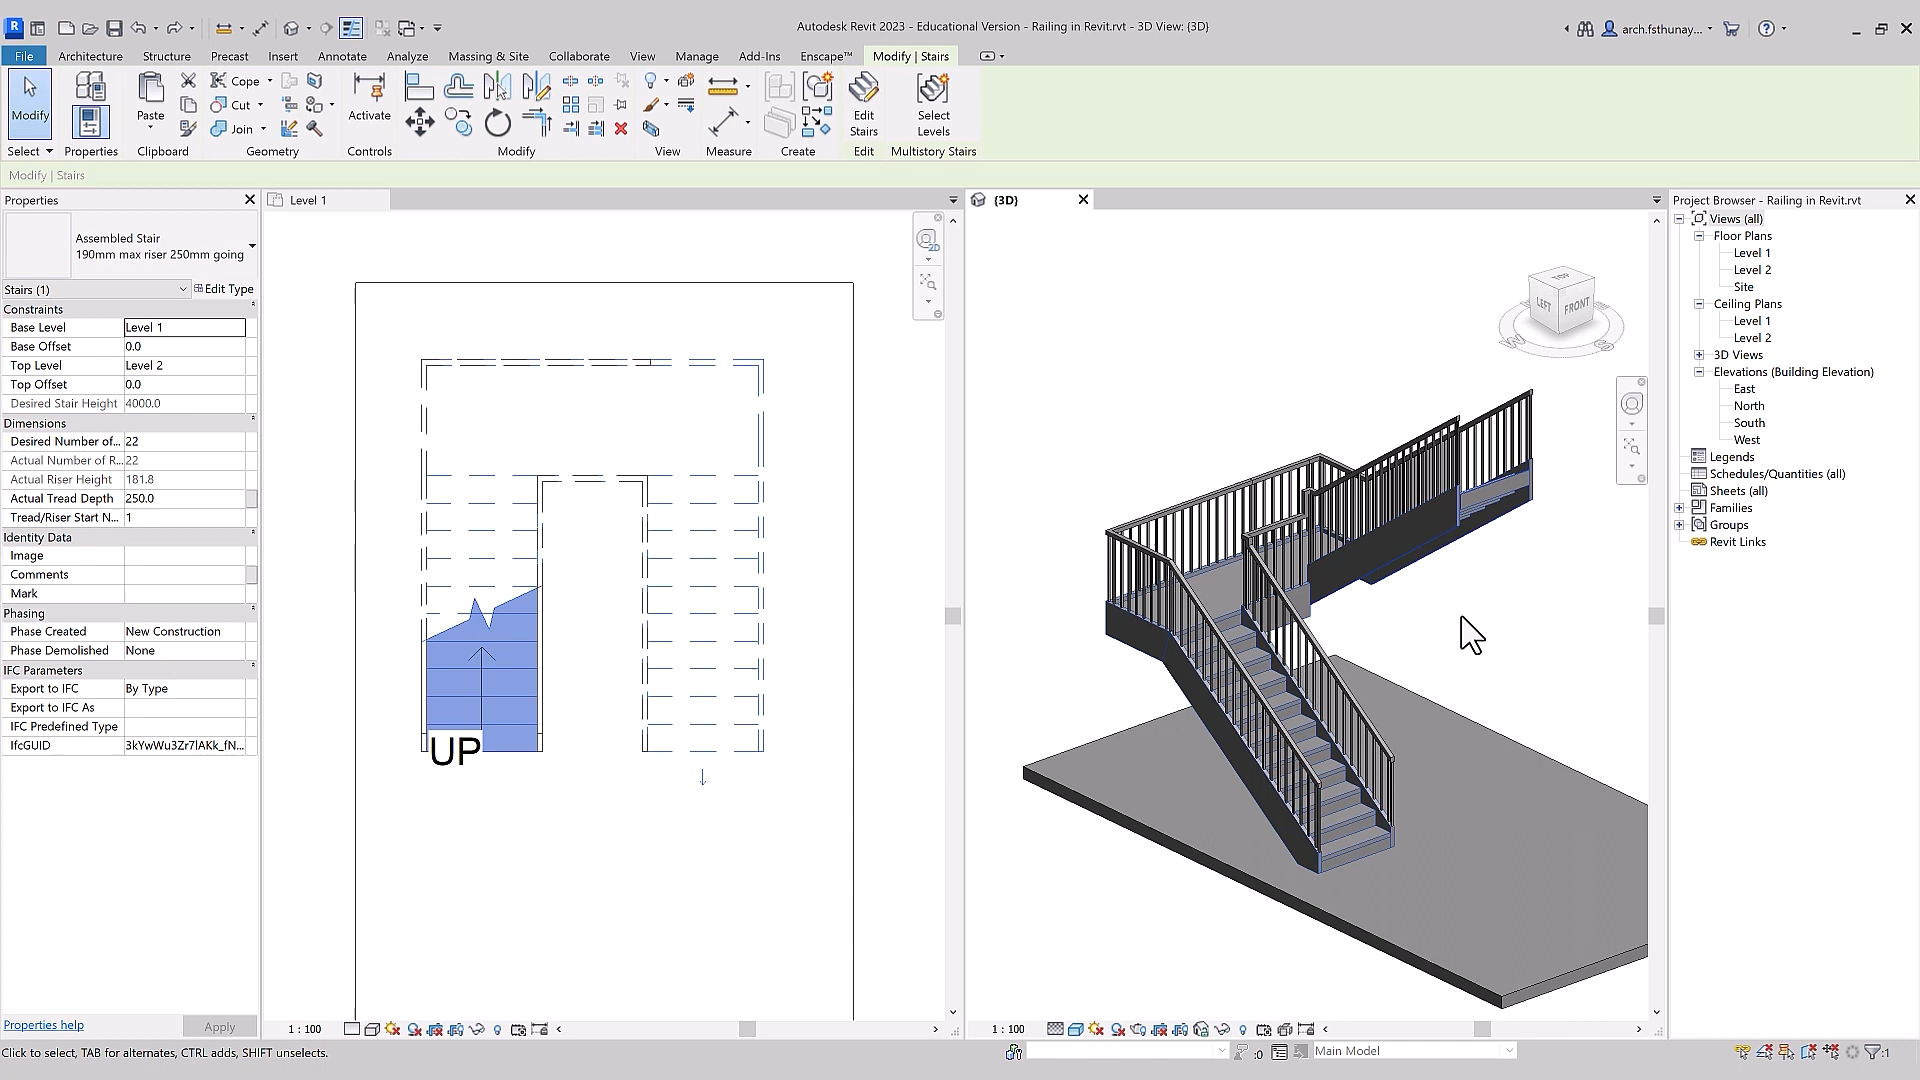 Autodesk Revit 2023 - Educational Version - Railing in Revit.rvt - 3D View: {3D}
arch.fsthunay...
File Architecture Structure Precast Insert Annotate Analyze Massing & Site Collaborate View Manage Add-Ins Enscape™ Modify | Stairs
Modify
Paste
Cope
Cut
Join
Activate
Edit Stairs
Select Levels
Select Properties Clipboard Geometry Controls Modify View Measure Create Edit Multistory Stairs
Modify | Stairs
Properties
Assembled Stair
190mm max riser 250mm going
Stairs (1) Edit Type
Constraints
Base Level Level 1
Base Offset 0.0
Top Level Level 2
Top Offset 0.0
Desired Stair Height 4000.0
Dimensions
Desired Number of... 22
Actual Number of R... 22
Actual Riser Height 181.8
Actual Tread Depth 250.0
Tread/Riser Start N... 1
Identity Data
Image
Comments
Mark
Phasing
Phase Created New Construction
Phase Demolished None
IFC Parameters
Export to IFC By Type
Export to IFC As
IFC Predefined Type
IfcGUID 3kYwWu3Zr7lAKk_fN...
Properties help Apply
Level 1
2D
UP
1 : 100
{3D}
TOP
LEFT FRONT
W S
1 : 100
Project Browser - Railing in Revit.rvt
Views (all)
Floor Plans
Level 1
Level 2
Site
Ceiling Plans
Level 1
Level 2
3D Views
Elevations (Building Elevation)
East
North
South
West
Legends
Schedules/Quantities (all)
Sheets (all)
Families
Groups
Revit Links
Click to select, TAB for alternates, CTRL adds, SHIFT unselects.
:0
Main Model
:1